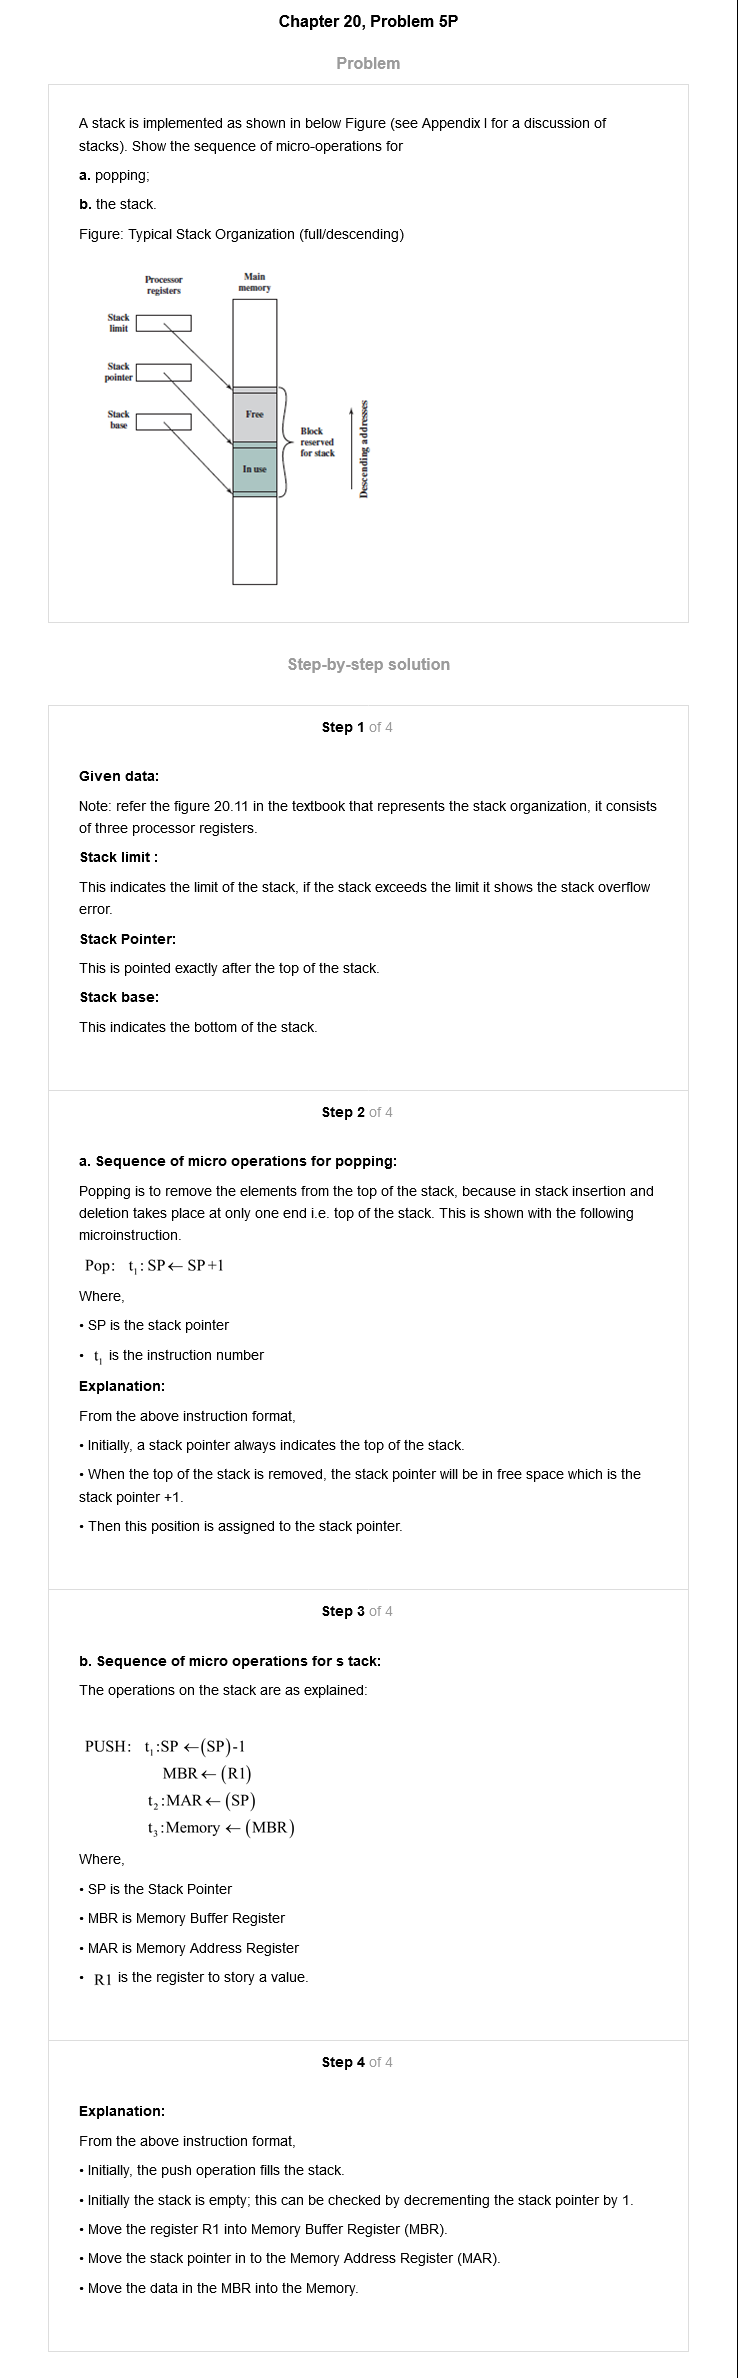 Chapter 20, Problem 5P
Problem
A stack is implemented as shown in below Figure (see Appendix I for a discussion of
stacks). Show the sequence of micro-operations for
a. popping;
b. the stack.
Figure: Typical Stack Organization (full/descending)
Processor
registers
Main
memory
Stack
limit
Stack
pointer
Stack
base
Free
In use
Block
reserved
for stack
Descending addresses
Step-by-step solution
Step 1 of 4
Given data:
Note: refer the figure 20.11 in the textbook that represents the stack organization, it consists
of three processor registers.
Stack limit :
This indicates the limit of the stack, if the stack exceeds the limit it shows the stack overflow
error.
Stack Pointer:
This is pointed exactly after the top of the stack.
Stack base:
This indicates the bottom of the stack.
Step 2 of 4
a. Sequence of micro operations for popping:
Popping is to remove the elements from the top of the stack, because in stack insertion and
deletion takes place at only one end i.e. top of the stack. This is shown with the following
microinstruction.
Pop: t₁: SP ← SP+1
Where,
• SP is the stack pointer
• t₁ is the instruction number
Explanation:
From the above instruction format,
• Initially, a stack pointer always indicates the top of the stack.
• When the top of the stack is removed, the stack pointer will be in free space which is the
stack pointer +1.
• Then this position is assigned to the stack pointer.
Step 3 of 4
b. Sequence of micro operations for s tack:
The operations on the stack are as explained:
PUSH: t₁:SP ←(SP)-1
MBR ← (R1)
t₂:MAR ← (SP)
t₃:Memory ← (MBR)
Where,
• SP is the Stack Pointer
• MBR is Memory Buffer Register
• MAR is Memory Address Register
• R1 is the register to story a value.
Step 4 of 4
Explanation:
From the above instruction format,
• Initially, the push operation fills the stack.
• Initially the stack is empty; this can be checked by decrementing the stack pointer by 1.
• Move the register R1 into Memory Buffer Register (MBR).
• Move the stack pointer in to the Memory Address Register (MAR).
• Move the data in the MBR into the Memory.